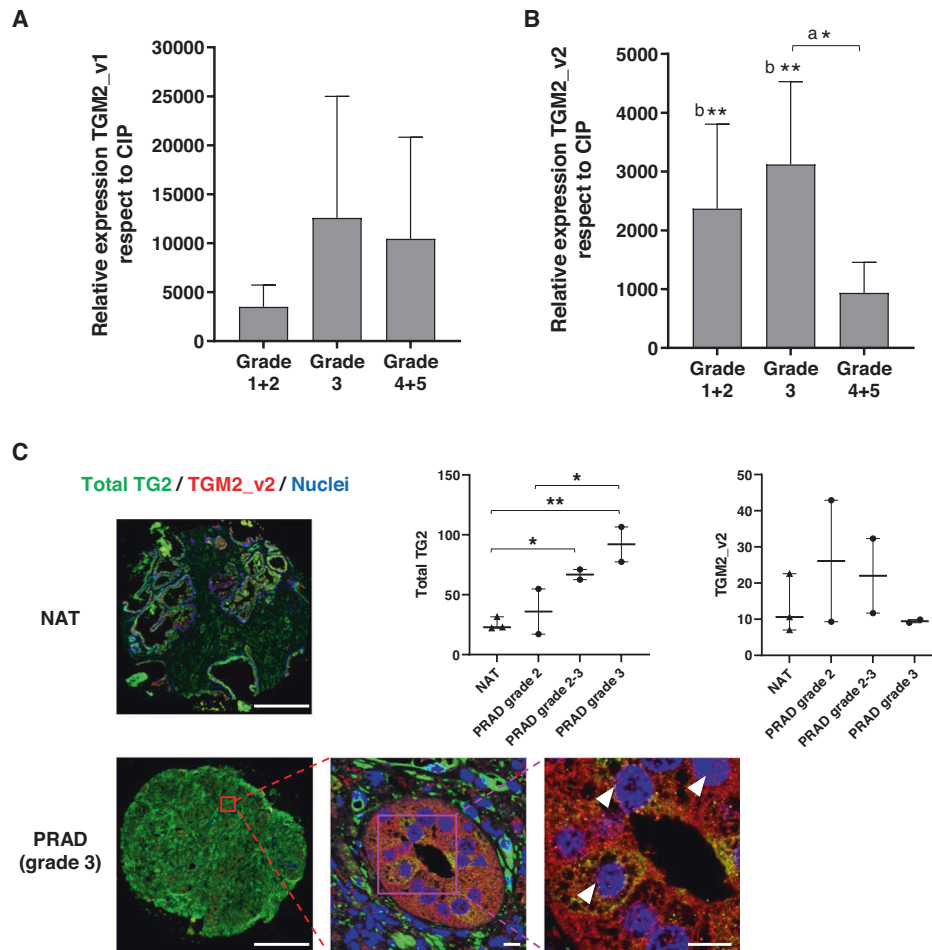 A
Relative expression TGM2_v1
respect to CIP
30000
25000
20000
15000
10000
5000
0
Grade
1+2
Grade
3
Grade
4+5
B
Relative expression TGM2_v2
respect to CIP
5000
4000
3000
2000
1000
0
b**
b **
a *
Grade
1+2
Grade
3
Grade
4+5
C
Total TG2 / TGM2_v2 / Nuclei
NAT
Total TG2
150
100
50
0
*
**
*
NAT
PRAD grade 2
PRAD grade 2-3
PRAD grade 3
TGM2_v2
50
40
30
20
10
0
NAT
PRAD grade 2
PRAD grade 2-3
PRAD grade 3
PRAD
(grade 3)